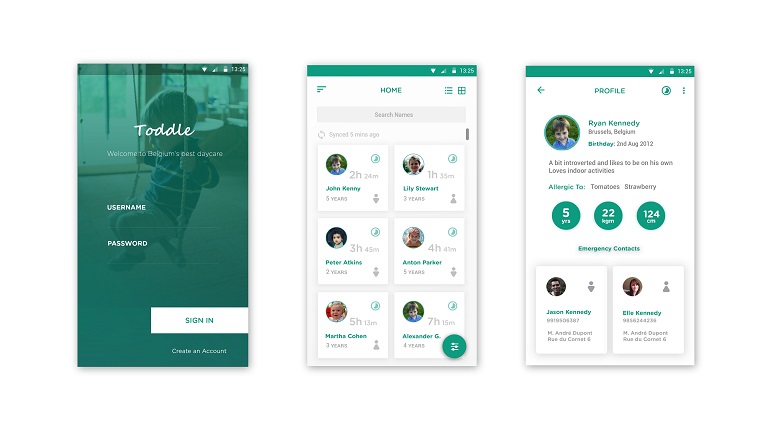 13:25
Toddle
Welcome to Belgium's best daycare
USERNAME
PASSWORD
SIGN IN
Create an Account
13:25
HOME
Search Names
Synced 5 mins ago
2h 24m
John Kenny
5 YEARS
1h 35m
Lily Stewart
3 YEARS
3h 45m
Peter Atkins
2 YEARS
4h 41m
Anton Parker
5 YEARS
5h 13m
Martha Cohen
3 YEARS
7h 15m
Alexander G.
4 YEARS
13:25
PROFILE
Ryan Kennedy
Brussels, Belgium
Birthday: 2nd Aug 2012
A bit introverted and likes to be on his own
Loves indoor activities
Allergic To: Tomatoes Strawberry
5 yrs
22 kgm
124 cm
Emergency Contacts
Jason Kennedy
9919506387
M. André Dupont
Rue du Cornet 6
Elle Kennedy
9856244236
M. André Dupont
Rue du Cornet 6